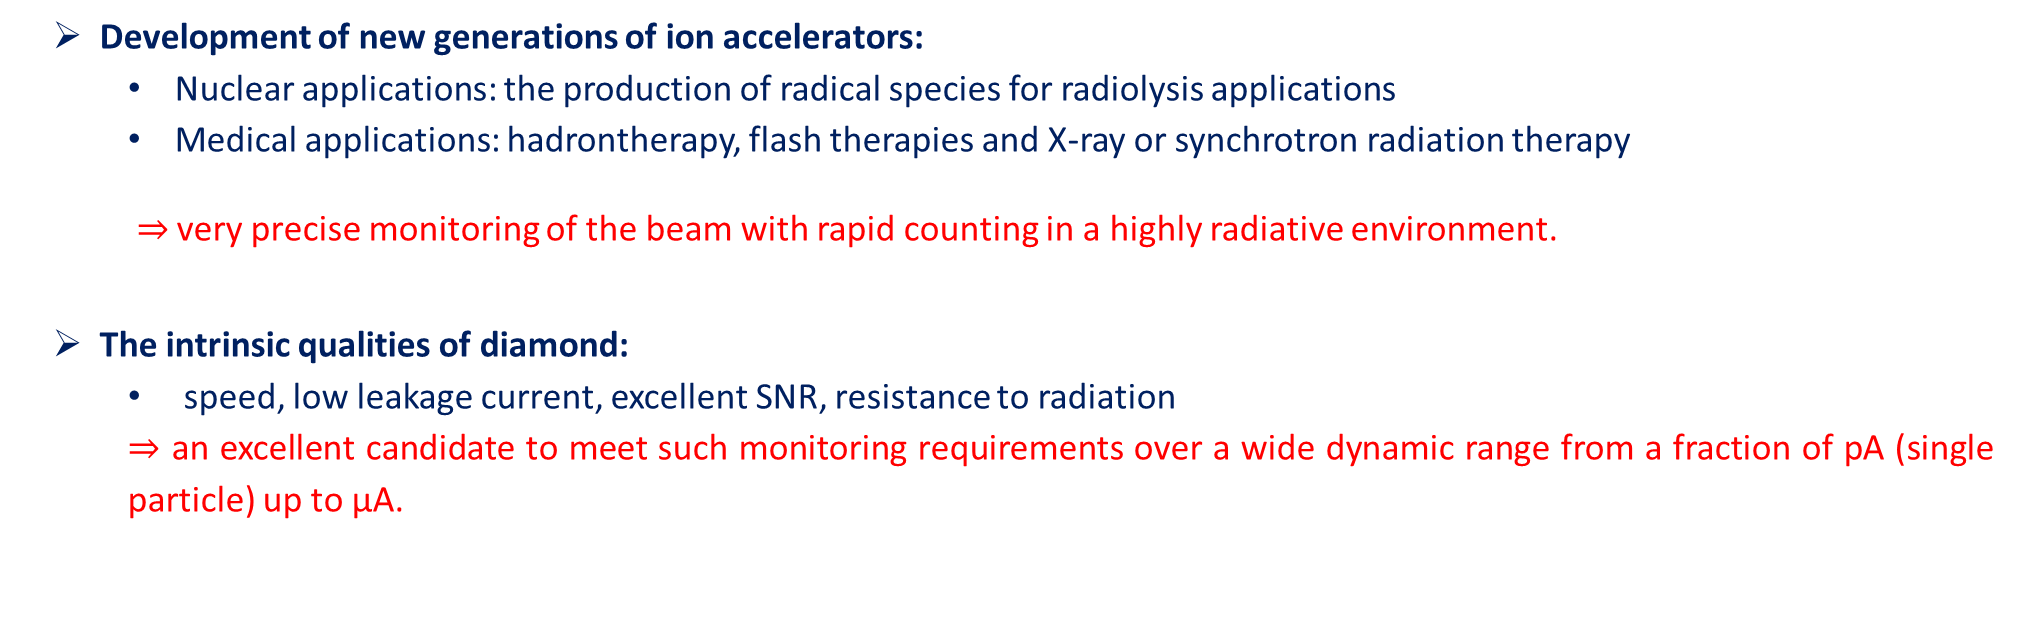 ➢ Development of new generations of ion accelerators:
• Nuclear applications: the production of radical species for radiolysis applications
• Medical applications: hadrontherapy, flash therapies and X-ray or synchrotron radiation therapy
⇒ very precise monitoring of the beam with rapid counting in a highly radiative environment.
➢ The intrinsic qualities of diamond:
• speed, low leakage current, excellent SNR, resistance to radiation
⇒ an excellent candidate to meet such monitoring requirements over a wide dynamic range from a fraction of pA (single
particle) up to µA.